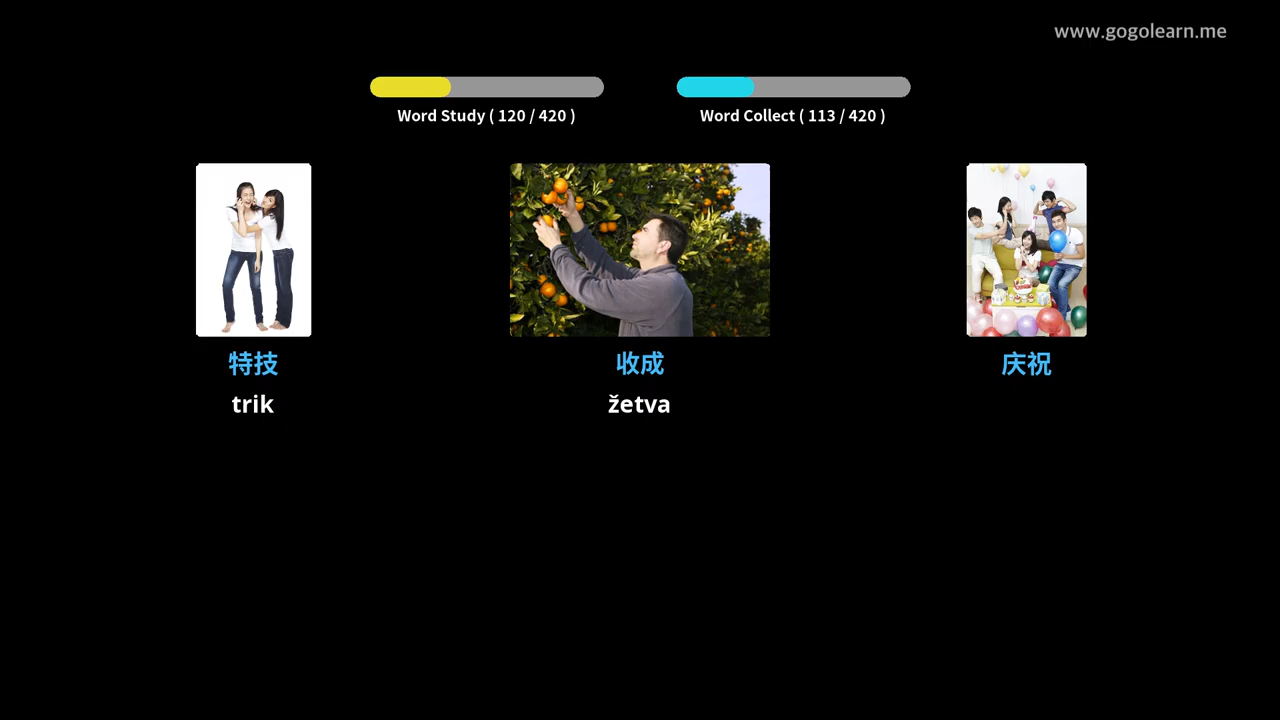 www.gogolearn.me
Word Study ( 120 / 420 )
Word Collect ( 113 / 420 )
特技
收成
庆祝
trik
žetva